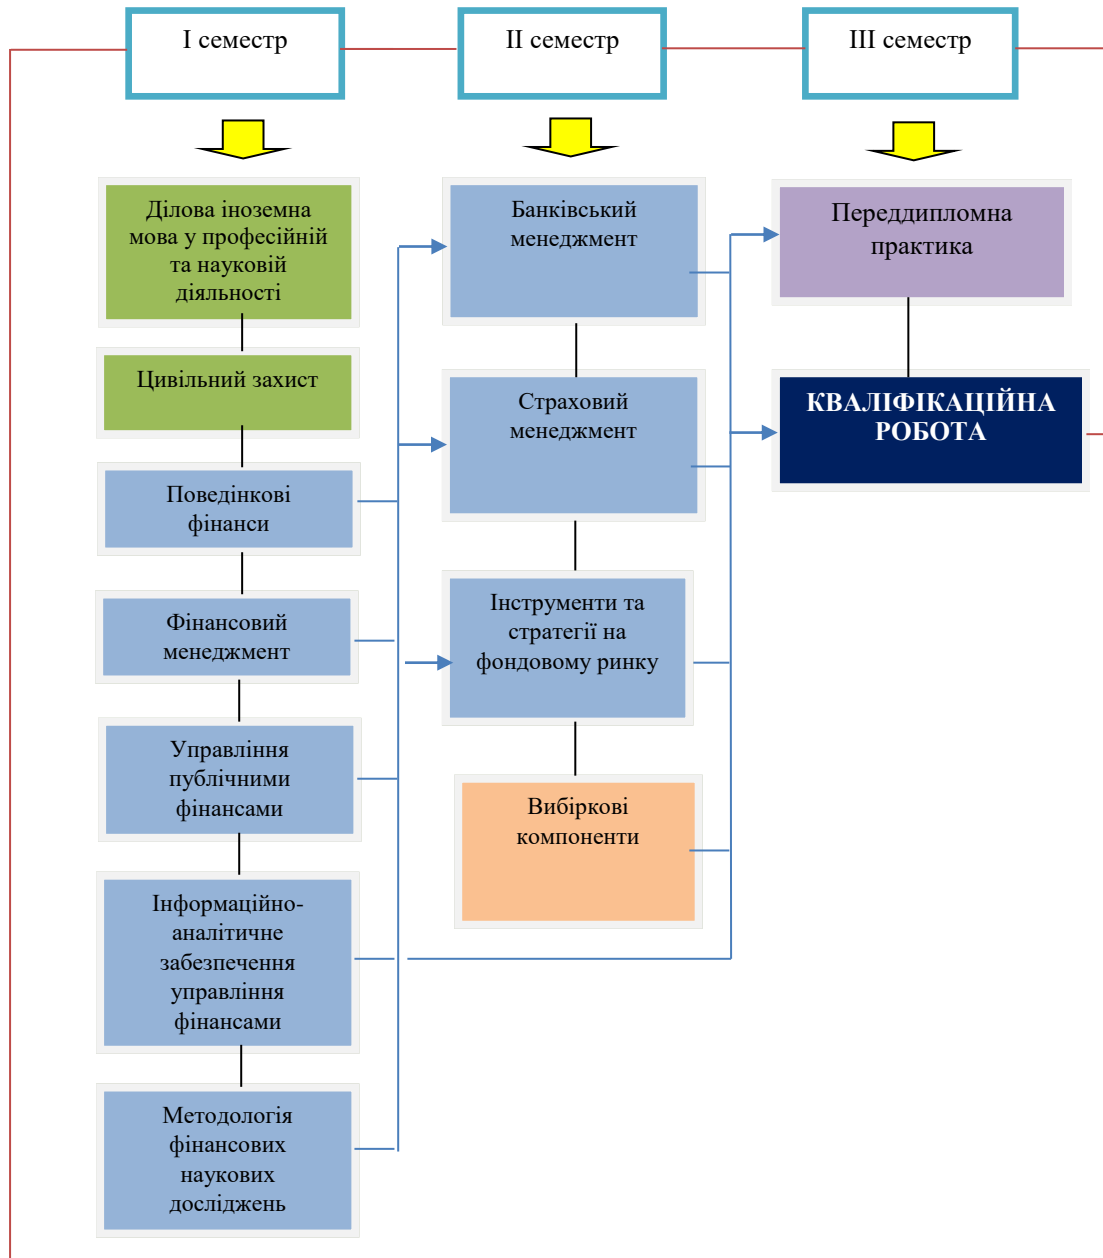 І семестр
ІІ семестр
ІІІ семестр
Ділова іноземна
мова у професійній
та науковій
діяльності
Цивільний захист
Поведінкові
фінанси
Фінансовий
менеджмент
Управління
публічними
фінансами
Інформаційно-
аналітичне
забезпечення
управління
фінансами
Методологія
фінансових
наукових
досліджень
Банківський
менеджмент
Страховий
менеджмент
Інструменти та
стратегії на
фондовому ринку
Вибіркові
компоненти
Переддипломна
практика
КВАЛІФІКАЦІЙНА
РОБОТА